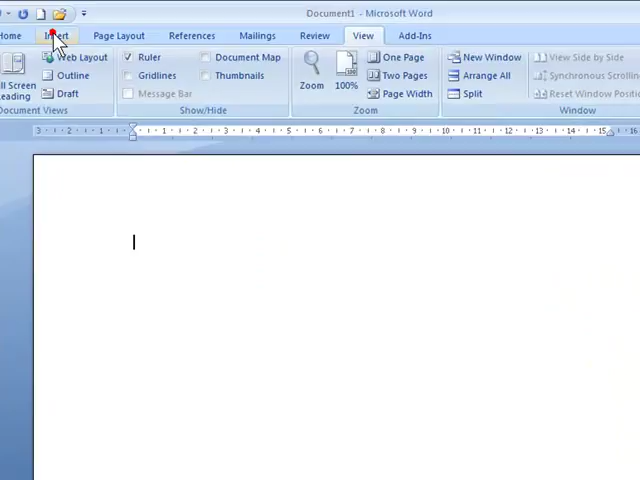 Document1 - Microsoft Word
Home Insert Page Layout References Mailings Review View Add-Ins
Web Layout Ruler Document Map One Page New Window View Side by Side
Outline Gridlines Thumbnails Two Pages Arrange All Synchronous Scrolling
Reading Draft Message Bar Zoom 100% Page Width Split Reset Window Positi
Document Views Show/Hide Zoom Window
3 2 1 1 2 3 4 5 6 7 8 9 10 11 12 13 14 15 16